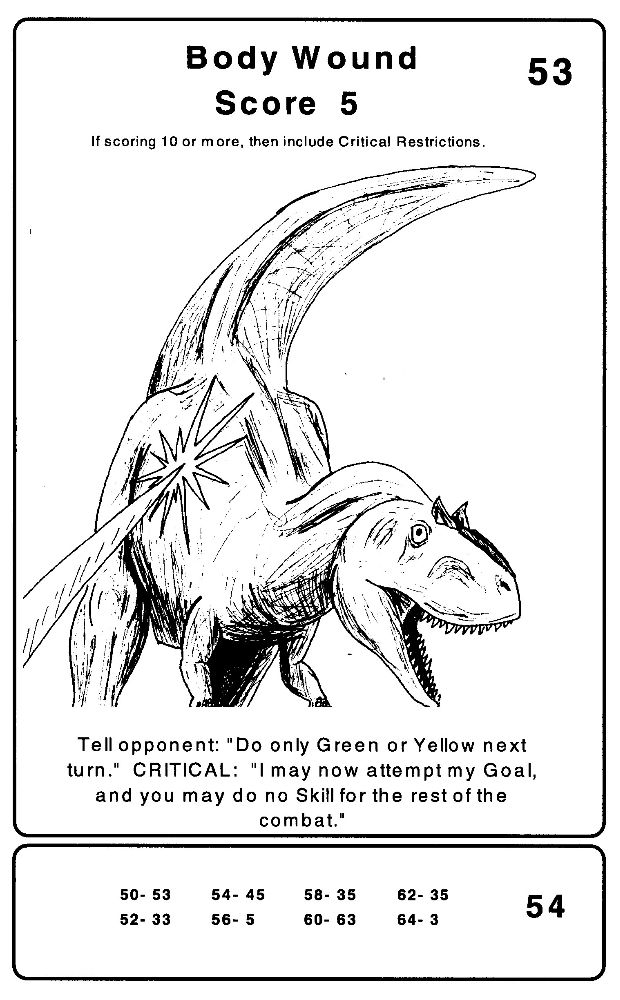 Body Wound
53
Score 5
If scoring 10 or more, then include Critical Restrictions.
Tell opponent: "Do only Green or Yellow next
turn." CRITICAL: "I may now attempt my Goal,
and you may do no Skill for the rest of the
combat."
50- 53 54- 45 58- 35 62- 35
54
52- 33 56- 5 60- 63 64- 3